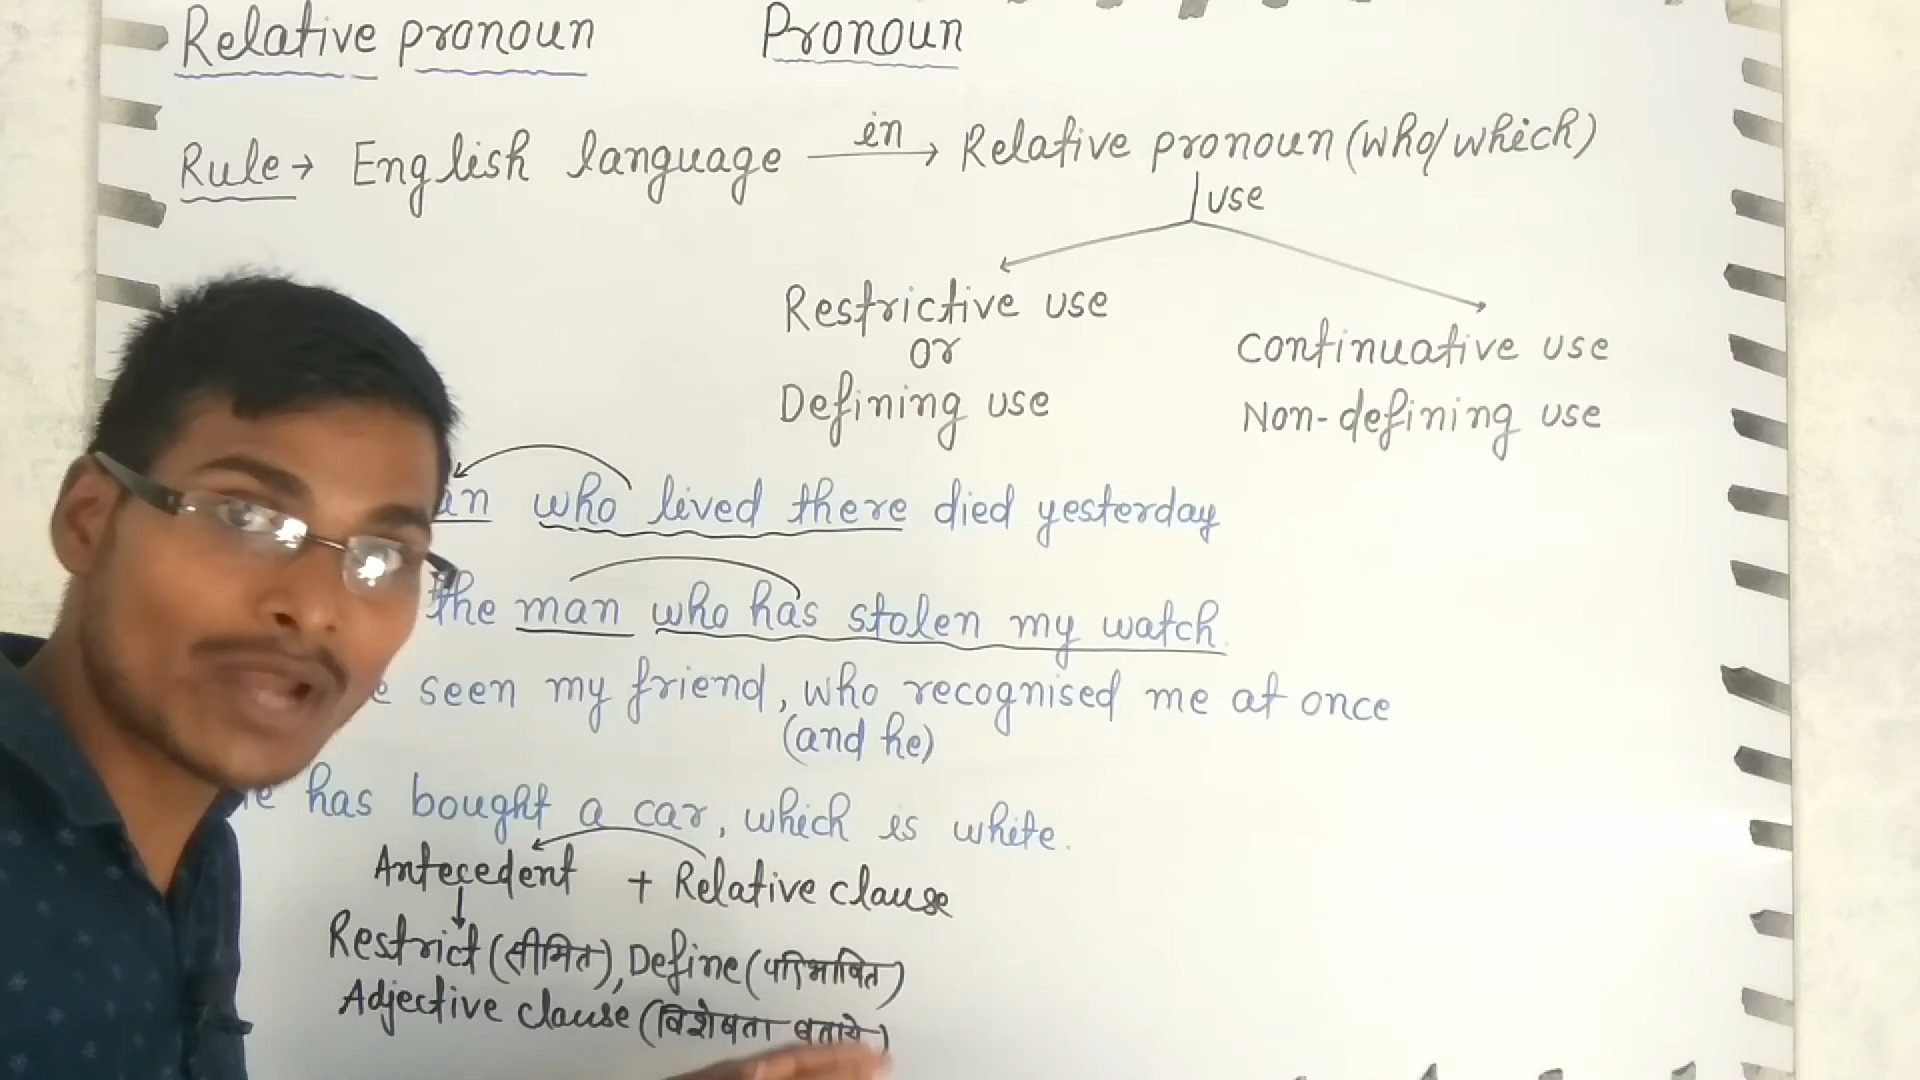 Relative pronoun Pronoun
Rule → English language in → Relative pronoun (who/which)
use
Restrictive use
or
Defining use
Continuative use
Non-defining use
who lived there died yesterday
the man who has stolen my watch.
seen my friend, who recognised me at once
(and he)
has bought a car, which is white.
Antecedent + Relative clause
Restrict (सीमित), Define (परिभाषित)
Adjective clause (विशेषता बताये)